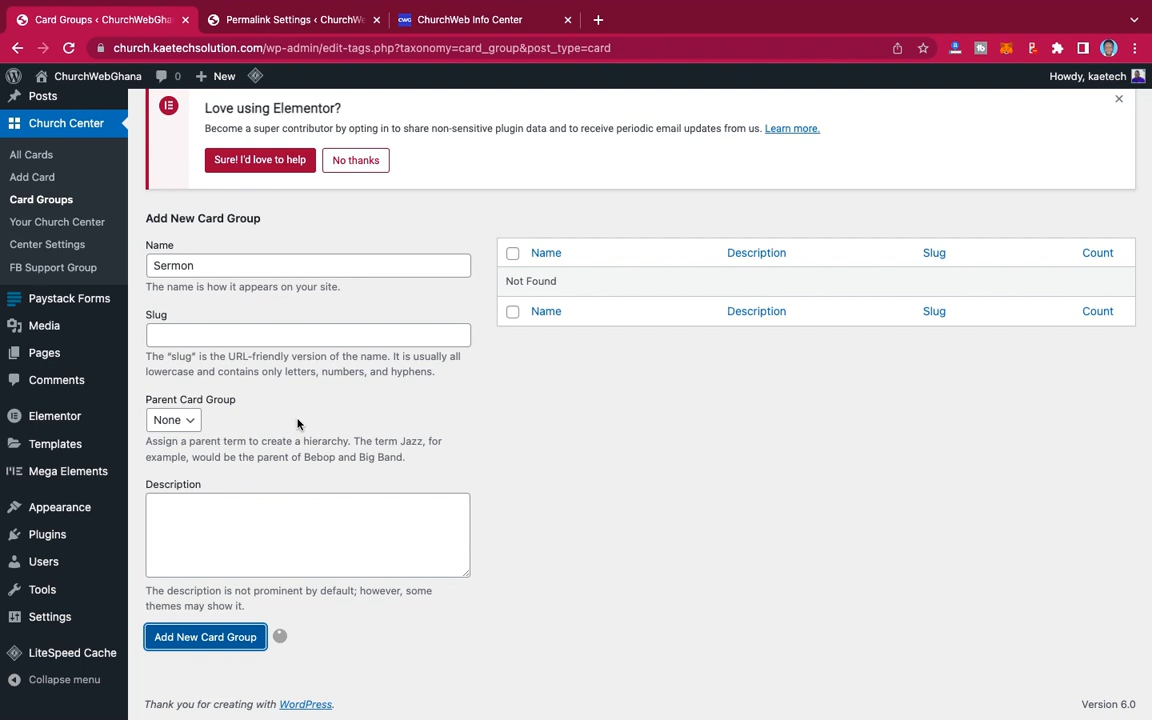 Card Groups ‹ ChurchWebGha
Permalink Settings ‹ ChurchW
CWG ChurchWeb Info Center
church.kaetechsolution.com/wp-admin/edit-tags.php?taxonomy=card_group&post_type=card
ChurchWebGhana 0 New
Howdy, kaetech
Posts
Church Center
All Cards
Add Card
Card Groups
Your Church Center
Center Settings
FB Support Group
Paystack Forms
Media
Pages
Comments
Elementor
Templates
Mega Elements
Appearance
Plugins
Users
Tools
Settings
LiteSpeed Cache
Collapse menu
Love using Elementor?
Become a super contributor by opting in to share non-sensitive plugin data and to receive periodic email updates from us. Learn more.
Sure! I'd love to help
No thanks
Add New Card Group
Name
Sermon
The name is how it appears on your site.
Slug
The “slug” is the URL-friendly version of the name. It is usually all
lowercase and contains only letters, numbers, and hyphens.
Parent Card Group
None
Assign a parent term to create a hierarchy. The term Jazz, for
example, would be the parent of Bebop and Big Band.
Description
The description is not prominent by default; however, some
themes may show it.
Add New Card Group
Name Description Slug Count
Not Found
Name Description Slug Count
Thank you for creating with WordPress.
Version 6.0